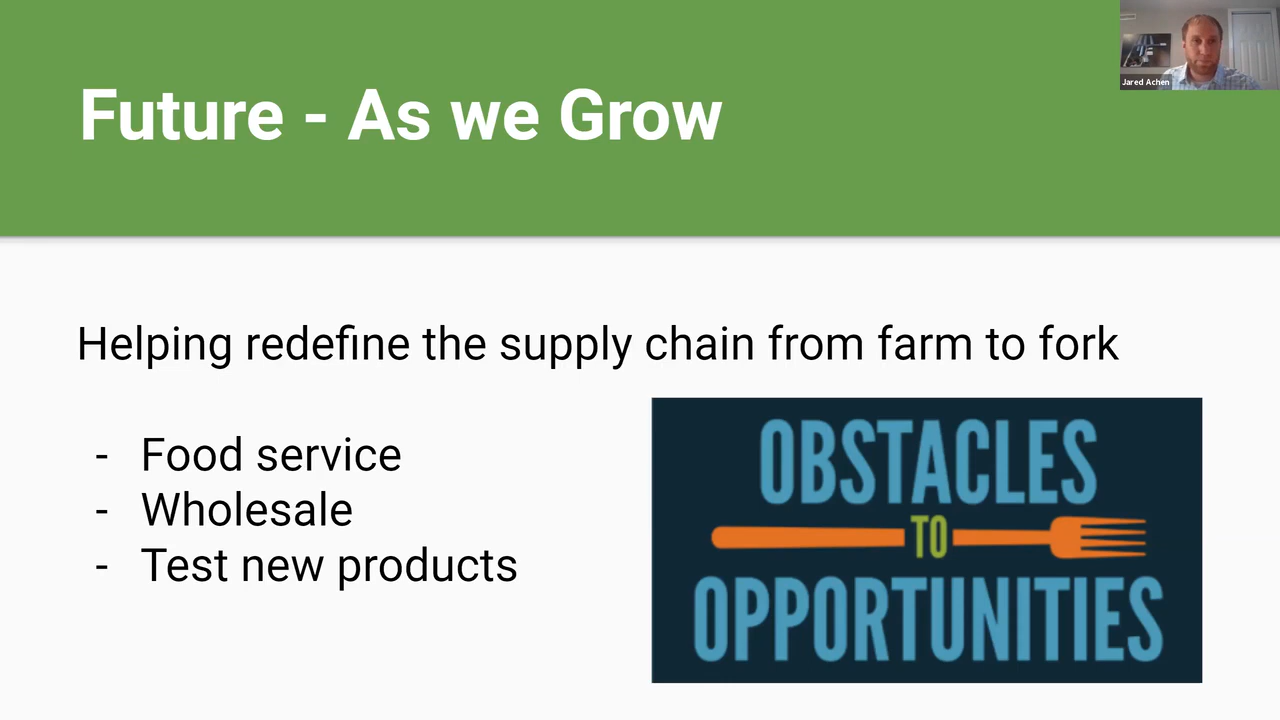 Future - As we Grow
Jared Achen
Helping redefine the supply chain from farm to fork
- Food service
- Wholesale
- Test new products
OBSTACLES
TO
OPPORTUNITIES